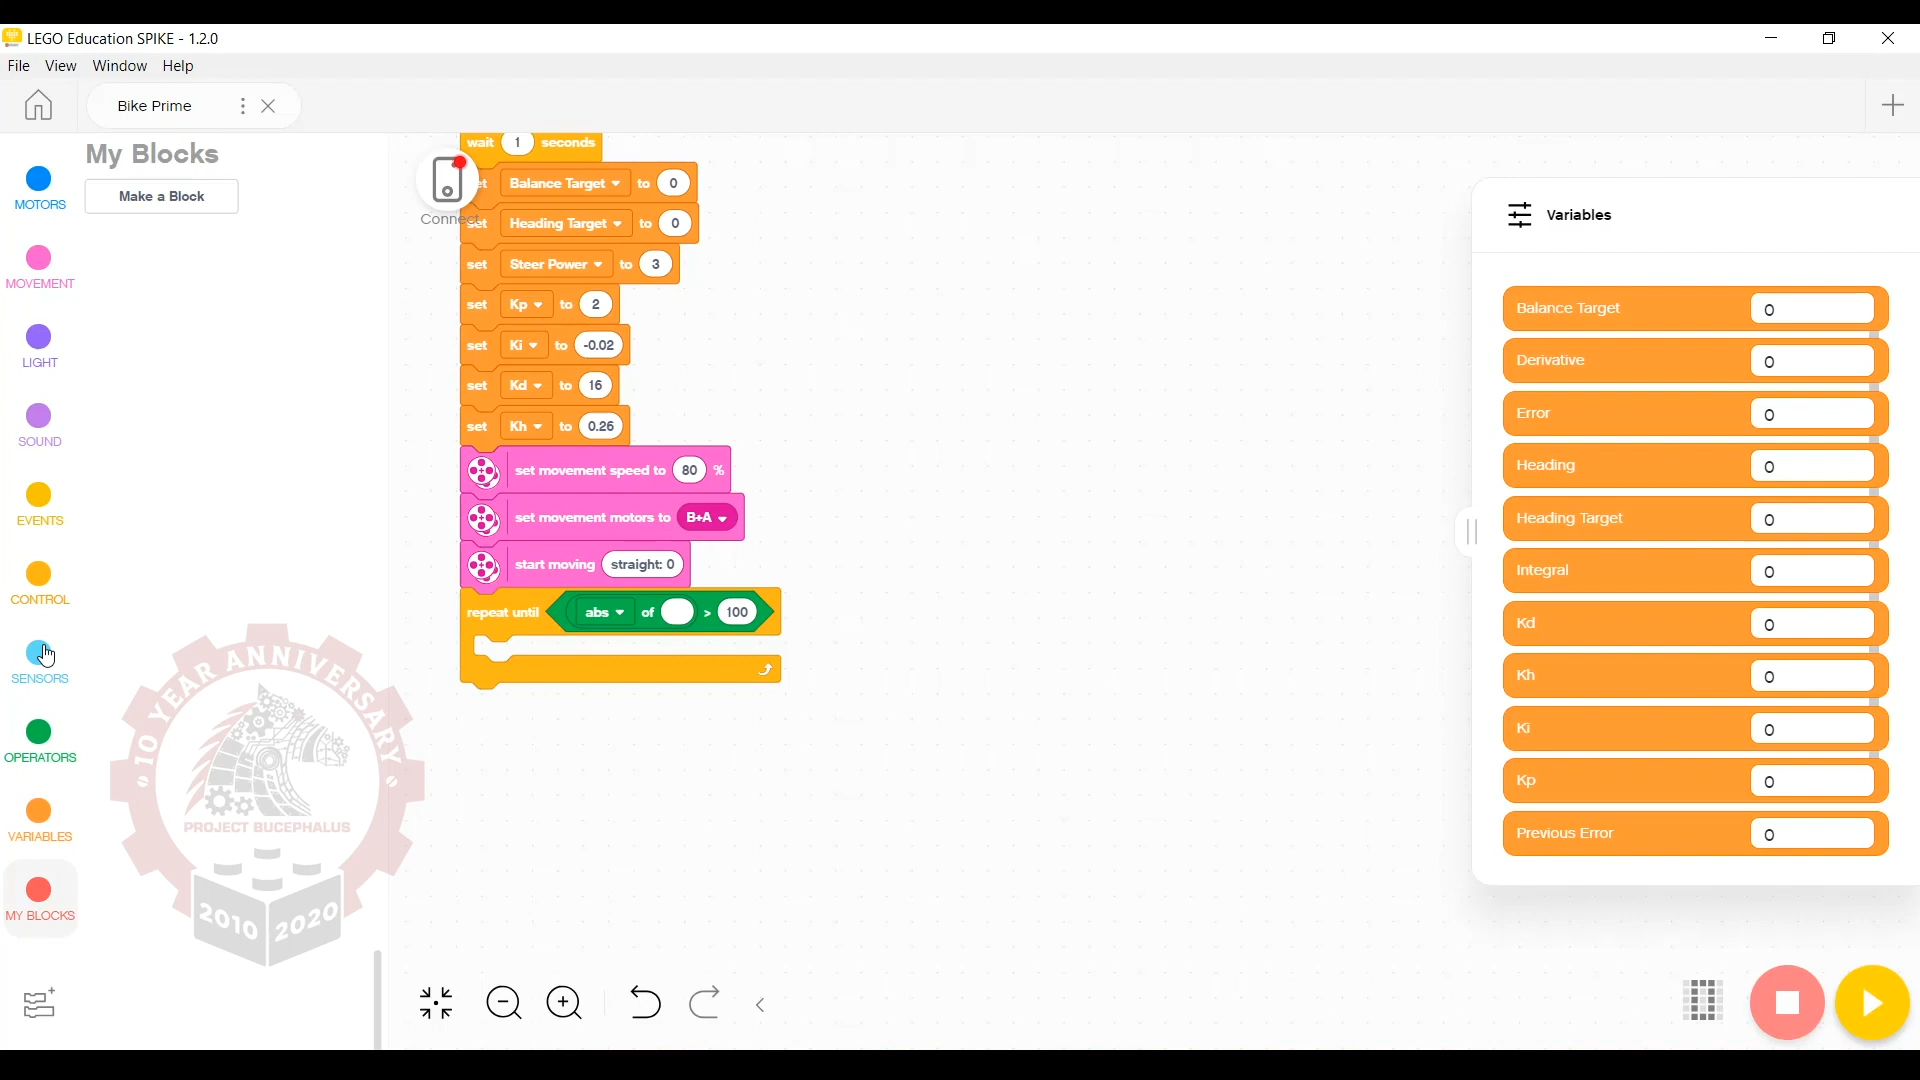 LEGO Education SPIKE - 1.2.0
File View Window Help
Bike Prime
My Blocks
Make a Block
MOTORS
MOVEMENT
LIGHT
SOUND
EVENTS
CONTROL
SENSORS
OPERATORS
VARIABLES
MY BLOCKS
10 YEAR ANNIVERSARY
PROJECT BUCEPHALUS
2010 2020
Connect
wait 1 seconds
set Balance Target to 0
set Heading Target to 0
set Steer Power to 3
set Kp to 2
set Ki to -0.02
set Kd to 16
set Kh to 0.26
set movement speed to 80 %
set movement motors to B+A
start moving straight: 0
repeat until abs of > 100
Variables
Balance Target 0
Derivative 0
Error 0
Heading 0
Heading Target 0
Integral 0
Kd 0
Kh 0
Ki 0
Kp 0
Previous Error 0